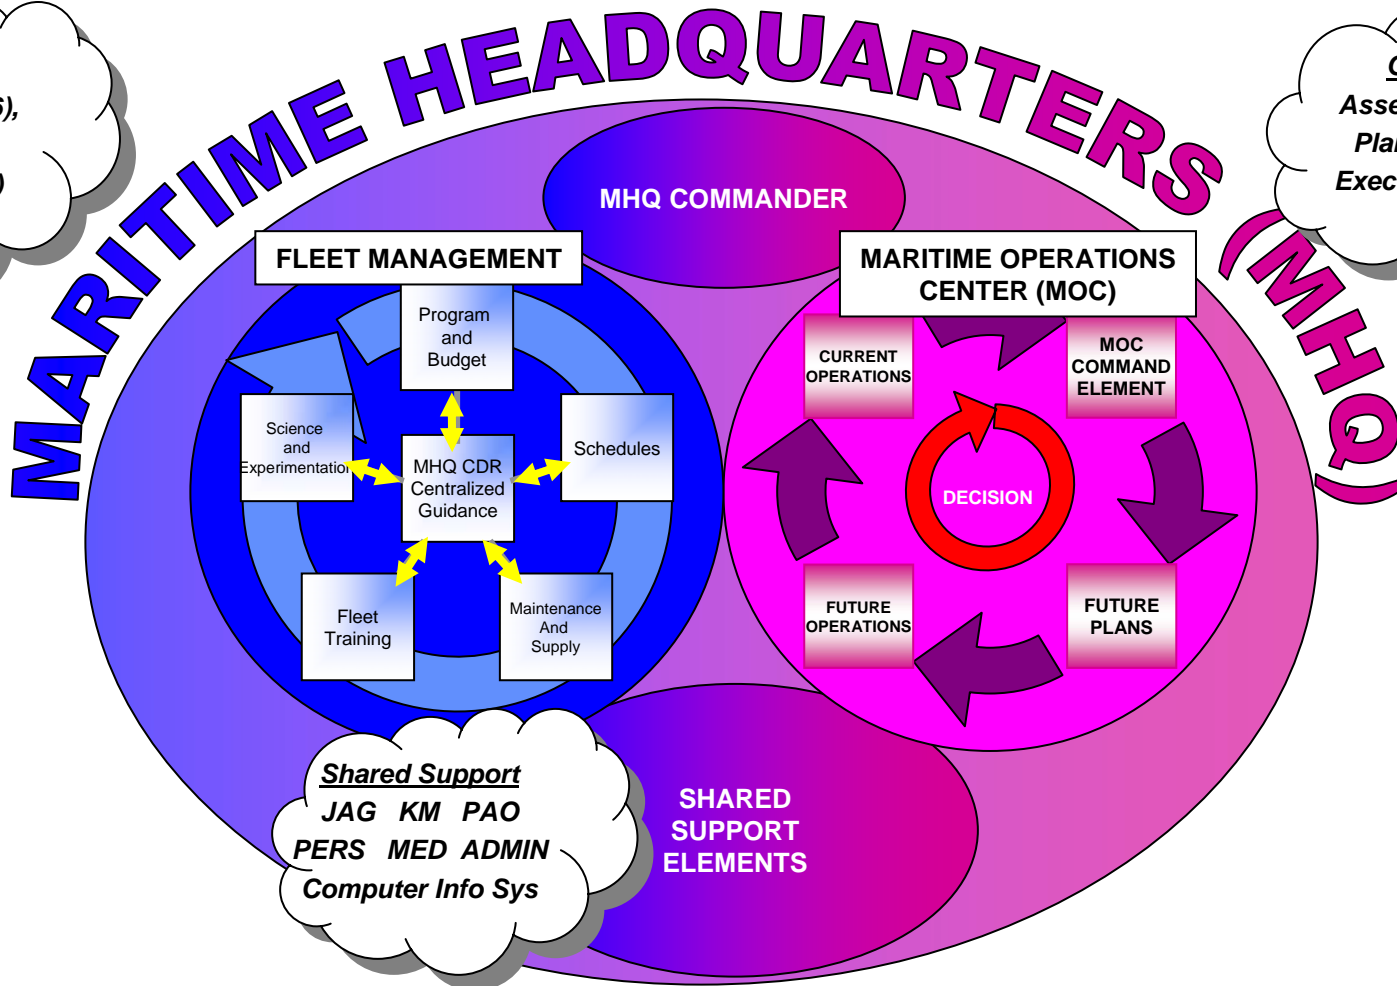 MARITIME HEADQUARTERS (MHQ)
MHQ COMMANDER
FLEET MANAGEMENT
Program
and
Budget
Science
and
Experimentation
MHQ CDR
Centralized
Guidance
Schedules
Fleet
Training
Maintenance
And
Supply
MARITIME OPERATIONS
CENTER (MOC)
CURRENT
OPERATIONS
MOC
COMMAND
ELEMENT
DECISION
FUTURE
OPERATIONS
FUTURE
PLANS
Shared Support
JAG KM PAO
PERS MED ADMIN
Computer Info Sys
SHARED
SUPPORT
ELEMENTS